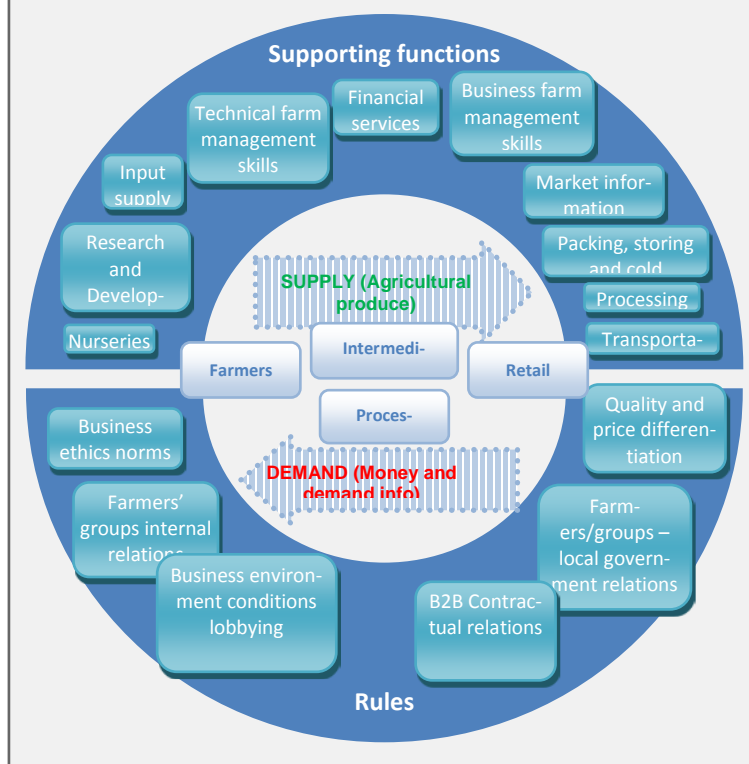 Supporting functions
Technical farm
management
skills
Financial
services
Business farm
management
skills
Input
supply
Market infor-
mation
Research
and
Develop-
Packing, storing
and cold
Processing
Nurseries
Transporta-
SUPPLY (Agricultural
produce)
Farmers
Intermedi-
Retail
Proces-
DEMAND (Money and
demand info)
Business
ethics norms
Quality and
price differen-
tiation
Farmers’
groups internal
relations
Farm-
ers/groups –
local govern-
ment relations
Business environ-
ment conditions
lobbying
B2B Contrac-
tual relations
Rules